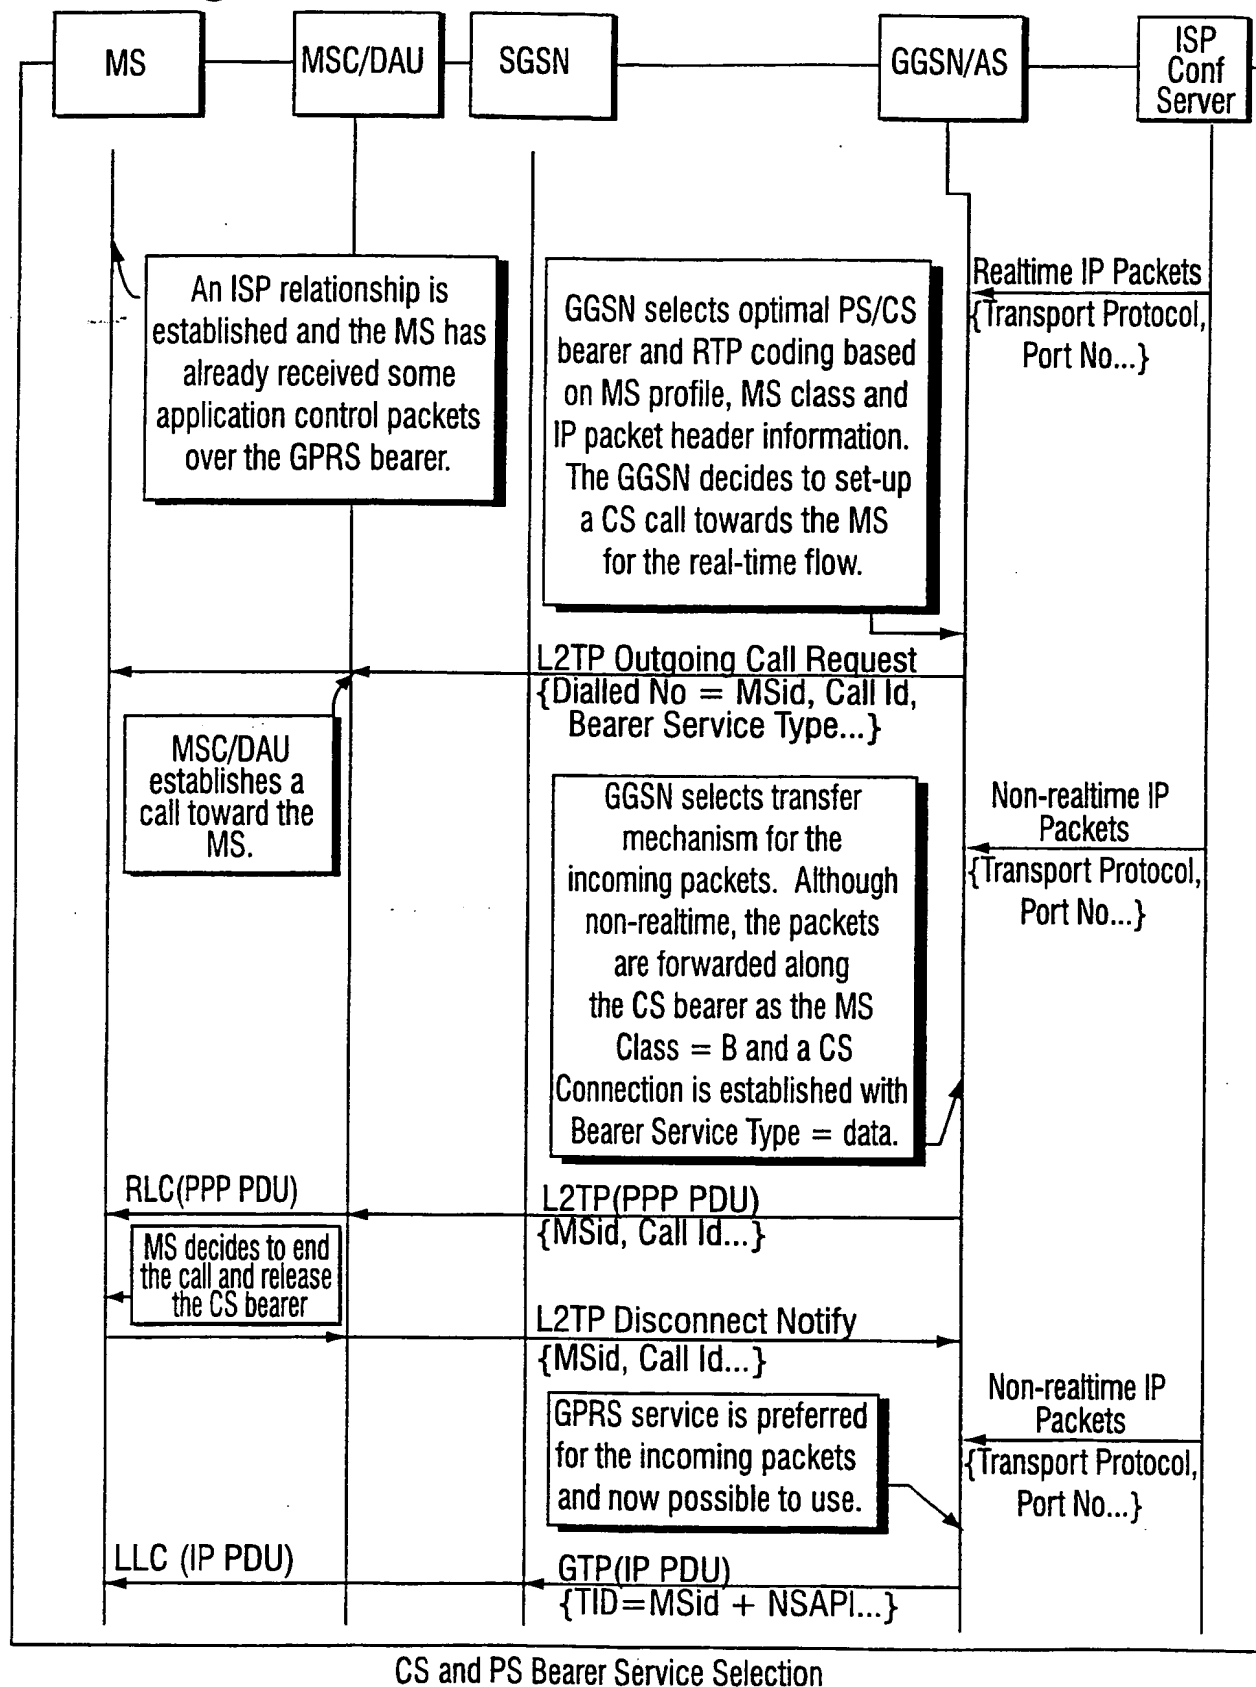 MS
MSC/DAU
SGSN
GGSN/AS
ISP
Conf
Server
An ISP relationship is
established and the MS has
already received some
application control packets
over the GPRS bearer.
GGSN selects optimal PS/CS
bearer and RTP coding based
on MS profile, MS class and
IP packet header information.
The GGSN decides to set-up
a CS call towards the MS
for the real-time flow.
Realtime IP Packets
{Transport Protocol,
Port No...}
L2TP Outgoing Call Request
{Dialled No = MSid, Call Id,
Bearer Service Type...}
MSC/DAU
establishes a
call toward the
MS.
GGSN selects transfer
mechanism for the
incoming packets. Although
non-realtime, the packets
are forwarded along
the CS bearer as the MS
Class = B and a CS
Connection is established with
Bearer Service Type = data.
Non-realtime IP
Packets
{Transport Protocol,
Port No...}
RLC(PPP PDU)
L2TP(PPP PDU)
{MSid, Call Id...}
MS decides to end
the call and release
the CS bearer
L2TP Disconnect Notify
{MSid, Call Id...}
Non-realtime IP
Packets
{Transport Protocol,
Port No...}
GPRS service is preferred
for the incoming packets
and now possible to use.
LLC (IP PDU)
GTP(IP PDU)
{TID=MSid + NSAPI...}
CS and PS Bearer Service Selection